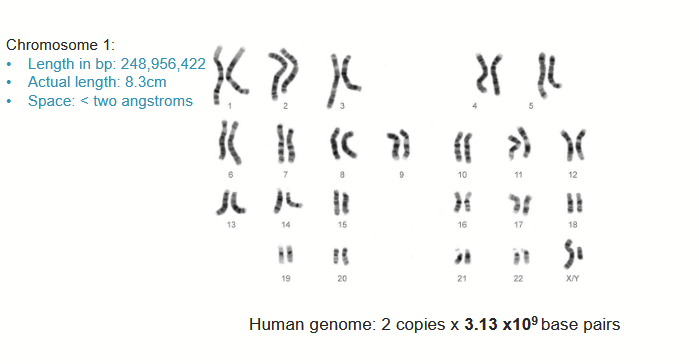 Chromosome 1:
• Length in bp: 248,956,422
• Actual length: 8.3cm
• Space: < two angstroms
1 2 3 4 5
6 7 8 9 10 11 12
13 14 15 16 17 18
19 20 21 22 X/Y
Human genome: 2 copies x 3.13 x10⁹ base pairs